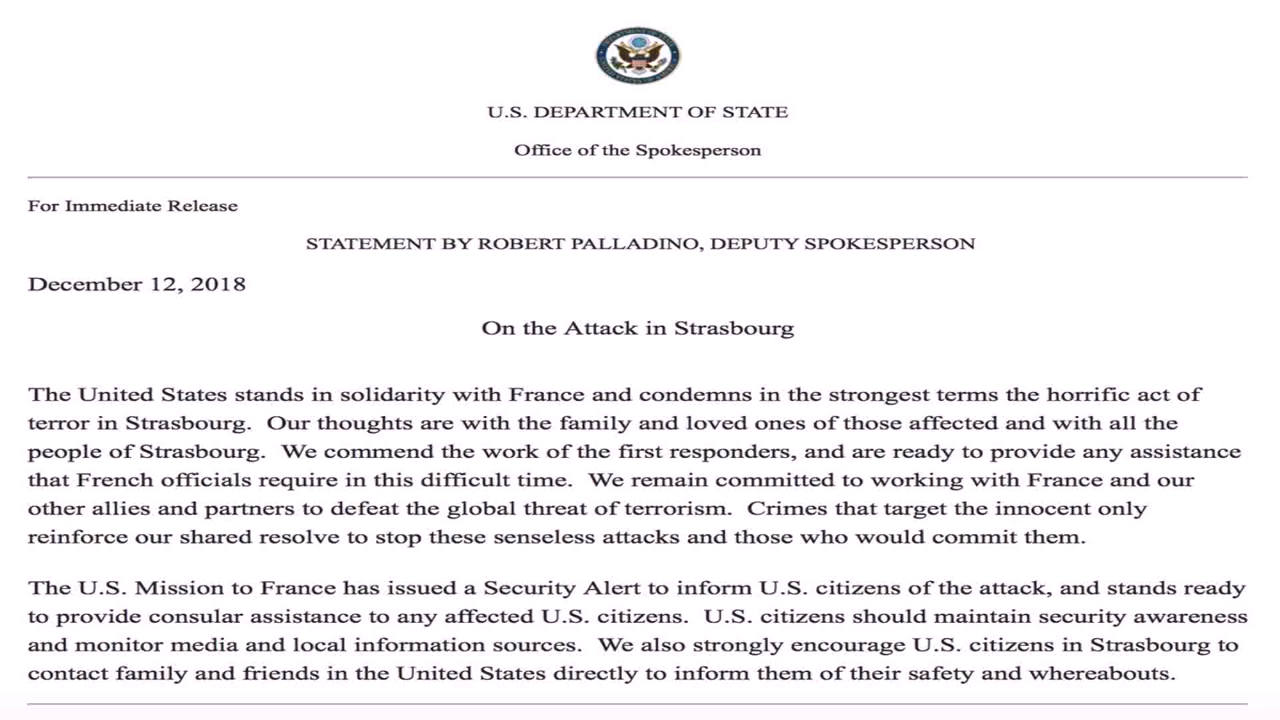 U.S. DEPARTMENT OF STATE
Office of the Spokesperson
For Immediate Release
STATEMENT BY ROBERT PALLADINO, DEPUTY SPOKESPERSON
December 12, 2018
On the Attack in Strasbourg
The United States stands in solidarity with France and condemns in the strongest terms the horrific act of
terror in Strasbourg.  Our thoughts are with the family and loved ones of those affected and with all the
people of Strasbourg.  We commend the work of the first responders, and are ready to provide any assistance
that French officials require in this difficult time.  We remain committed to working with France and our
other allies and partners to defeat the global threat of terrorism.  Crimes that target the innocent only
reinforce our shared resolve to stop these senseless attacks and those who would commit them.
The U.S. Mission to France has issued a Security Alert to inform U.S. citizens of the attack, and stands ready
to provide consular assistance to any affected U.S. citizens.  U.S. citizens should maintain security awareness
and monitor media and local information sources.  We also strongly encourage U.S. citizens in Strasbourg to
contact family and friends in the United States directly to inform them of their safety and whereabouts.